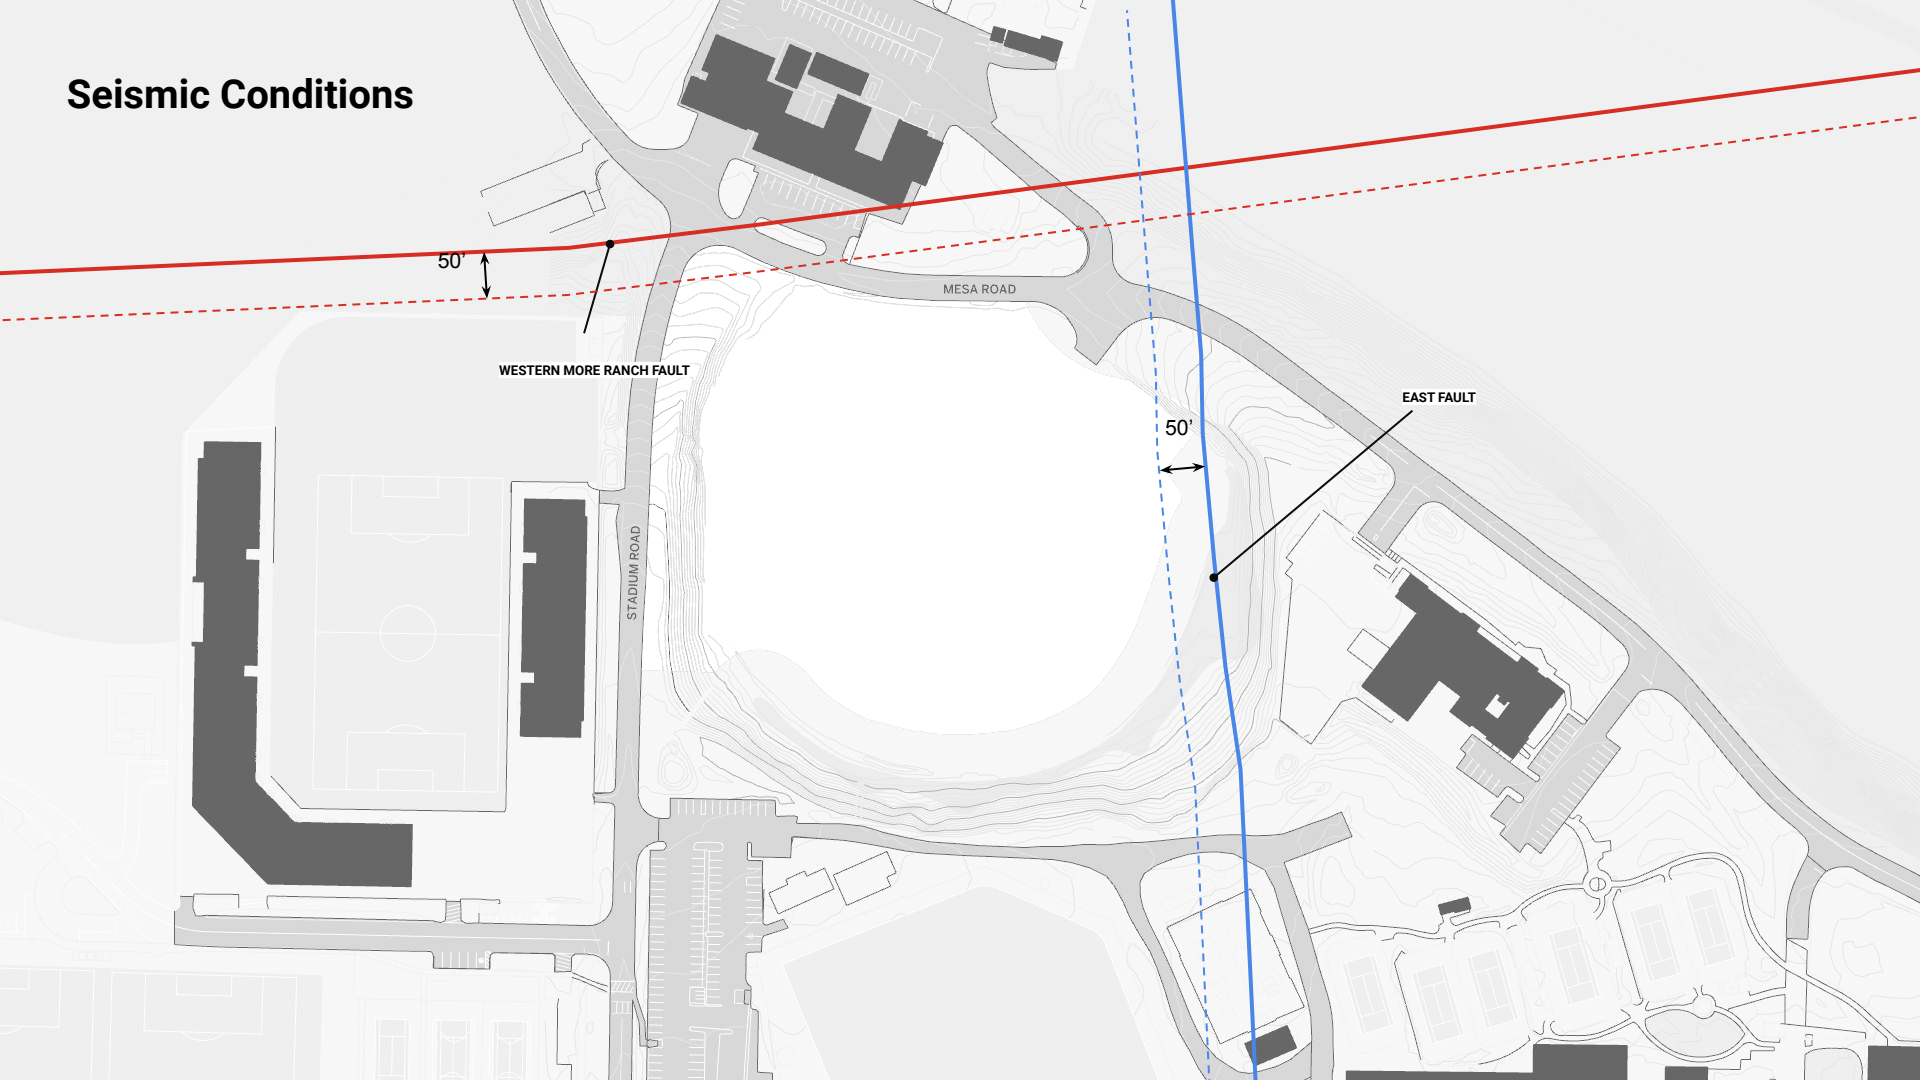 Seismic Conditions
50’
MESA ROAD
WESTERN MORE RANCH FAULT
EAST FAULT
50’
STADIUM ROAD